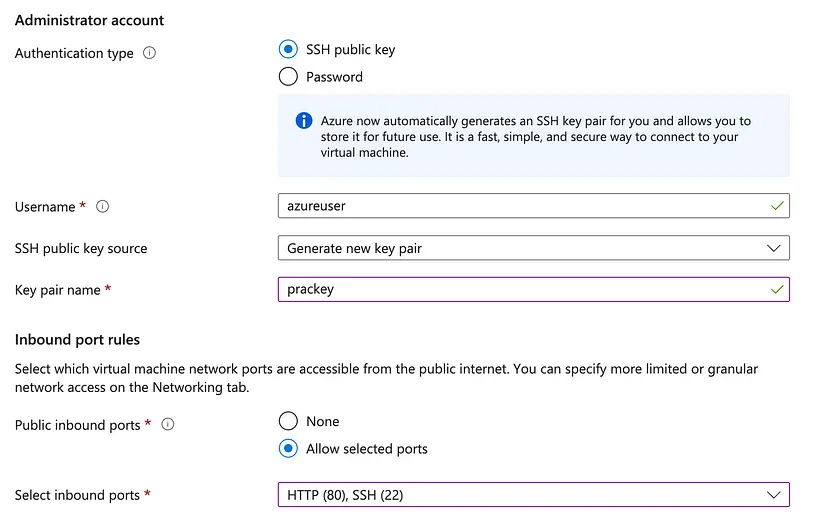 Administrator account
Authentication type
SSH public key
Password
Azure now automatically generates an SSH key pair for you and allows you to
store it for future use. It is a fast, simple, and secure way to connect to your
virtual machine.
Username *
azureuser
SSH public key source
Generate new key pair
Key pair name *
prackey
Inbound port rules
Select which virtual machine network ports are accessible from the public internet. You can specify more limited or granular
network access on the Networking tab.
Public inbound ports *
None
Allow selected ports
Select inbound ports *
HTTP (80), SSH (22)